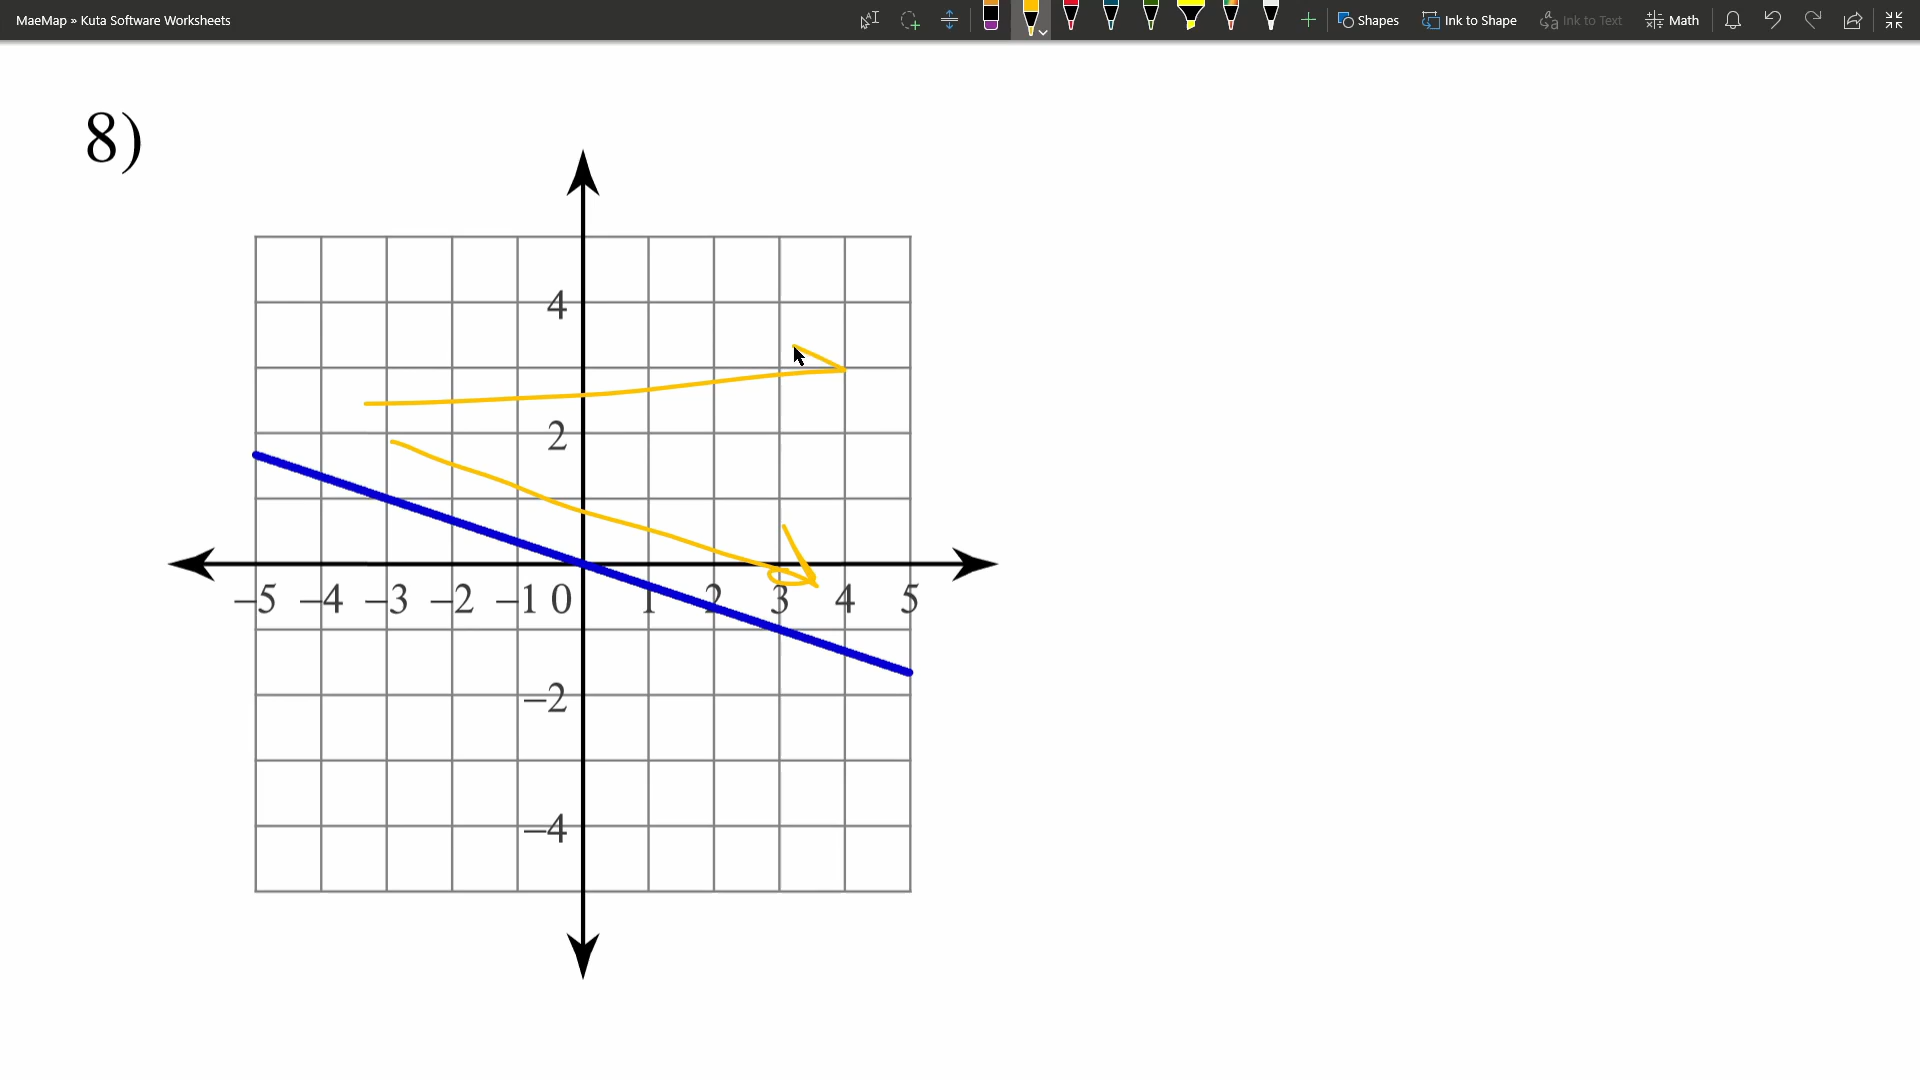 MaeMap » Kuta Software Worksheets
Shapes Ink to Shape Ink to Text Math
8)
4
2
−5 −4 −3 −2 −1 0 1 2 3 4 5
−2
−4